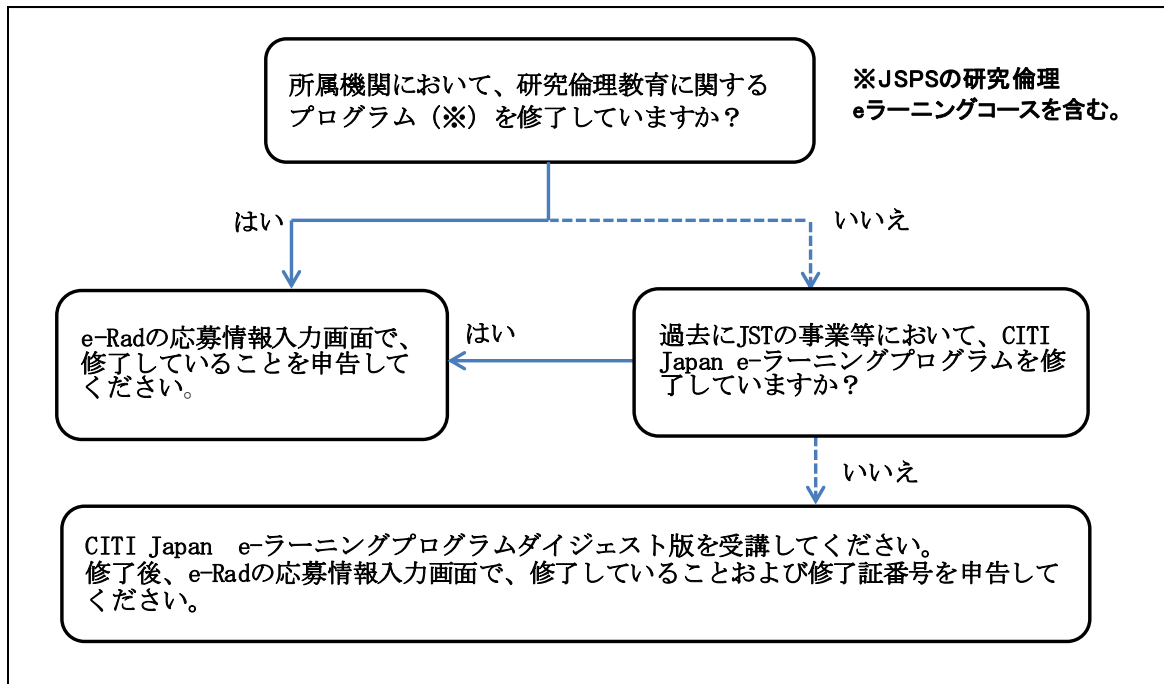 所属機関において、研究倫理教育に関する
プログラム（※）を修了していますか？
※JSPSの研究倫理
eラーニングコースを含む。
はい
いいえ
e-Radの応募情報入力画面で、
修了していることを申告して
ください。
はい
過去にJSTの事業等において、CITI
Japan e-ラーニングプログラムを修
了していますか？
いいえ
CITI Japan　e-ラーニングプログラムダイジェスト版を受講してください。
修了後、e-Radの応募情報入力画面で、修了していることおよび修了証番号を申告して
ください。